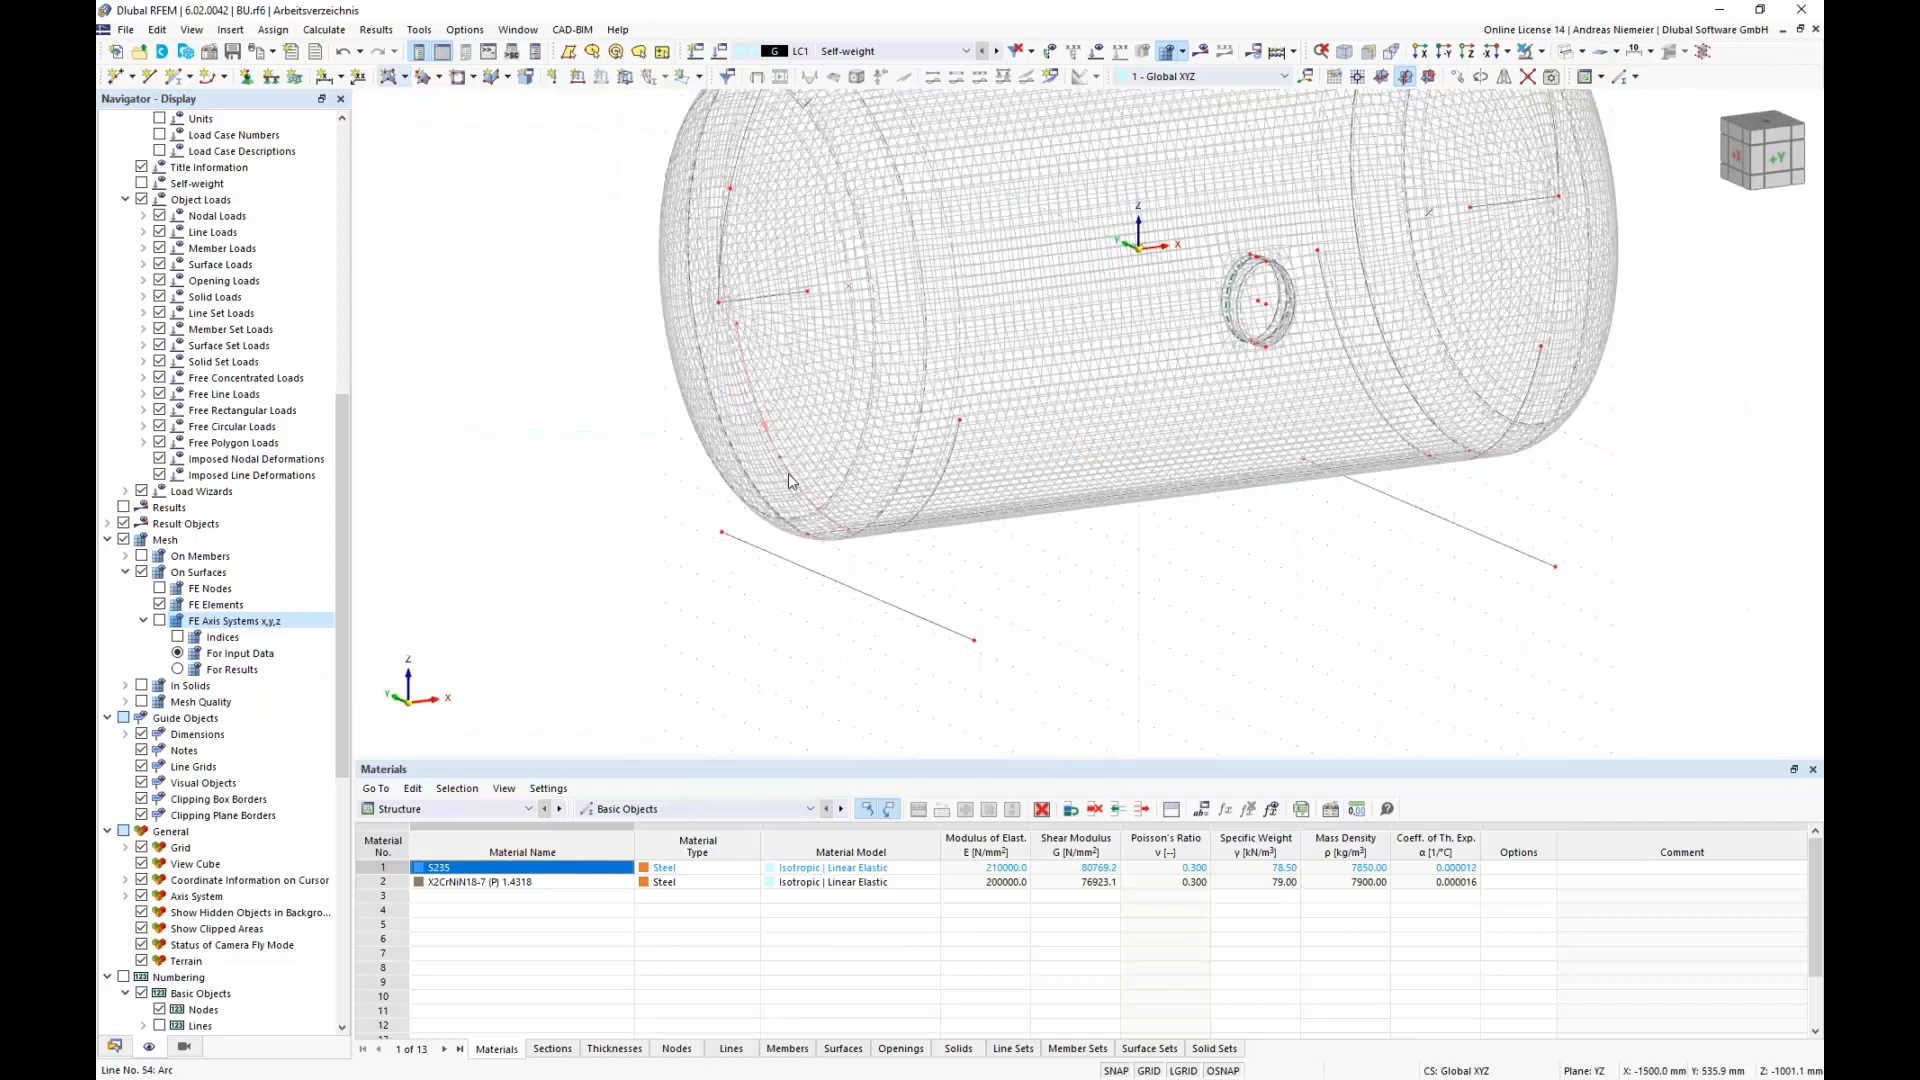 Dlubal RFEM | 6.02.0042 | BU.rf6 | Arbeitsverzeichnis
File Edit View Insert Assign Calculate Results Tools Options Window CAD-BIM Help
Online License 14 | Andreas Niemeier | Dlubal Software GmbH
G LC1 Self-weight
1 - Global XYZ
Navigator - Display
Units
Load Case Numbers
Load Case Descriptions
Title Information
Self-weight
Object Loads
Nodal Loads
Line Loads
Member Loads
Surface Loads
Opening Loads
Solid Loads
Line Set Loads
Member Set Loads
Surface Set Loads
Solid Set Loads
Free Concentrated Loads
Free Line Loads
Free Rectangular Loads
Free Circular Loads
Free Polygon Loads
Imposed Nodal Deformations
Imposed Line Deformations
Load Wizards
Results
Result Objects
Mesh
On Members
On Surfaces
FE Nodes
FE Elements
FE Axis Systems x,y,z
Indices
For Input Data
For Results
In Solids
Mesh Quality
Guide Objects
Dimensions
Notes
Line Grids
Visual Objects
Clipping Box Borders
Clipping Plane Borders
General
Grid
View Cube
Coordinate Information on Cursor
Axis System
Show Hidden Objects in Backgro...
Show Clipped Areas
Status of Camera Fly Mode
Terrain
Numbering
Basic Objects
Nodes
Lines
Z
Y
X
Z
Y
X
+Y
Materials
Go To Edit Selection View Settings
Structure Basic Objects
Material No. Material Name Material Type Material Model Modulus of Elast. E [N/mm²] Shear Modulus G [N/mm²] Poisson's Ratio ν [--] Specific Weight γ [kN/m³] Mass Density ρ [kg/m³] Coeff. of Th. Exp. α [1/°C] Options Comment
1 S235 Steel Isotropic | Linear Elastic 210000.0 80769.2 0.300 78.50 7850.00 0.000012
2 X2CrNiN18-7 (P) 1.4318 Steel Isotropic | Linear Elastic 200000.0 76923.1 0.300 79.00 7900.00 0.000016
3
4
5
6
7
8
9
10
11
12
1 of 13 Materials Sections Thicknesses Nodes Lines Members Surfaces Openings Solids Line Sets Member Sets Surface Sets Solid Sets
Line No. 54: Arc
SNAP GRID LGRID OSNAP CS: Global XYZ Plane: YZ X: -1500.0 mm Y: 535.9 mm Z: -1001.1 mm